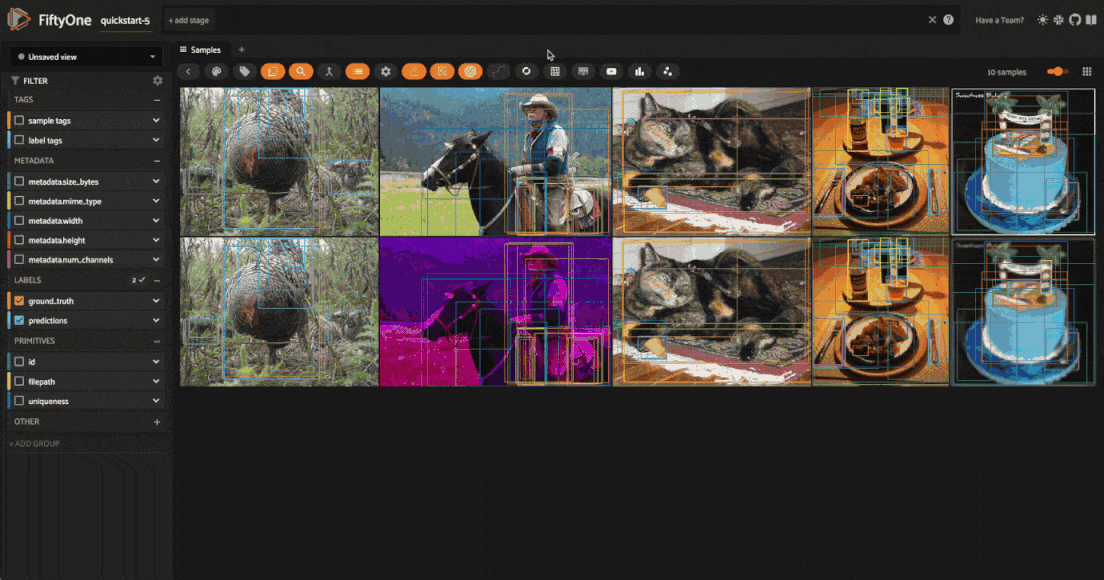 FiftyOne quickstart-5 + add stage Have a Team?
Unsaved view
Samples +
FILTER
10 samples
TAGS
sample tags
label tags
METADATA
metadata.size_bytes
metadata.mime_type
metadata.width
metadata.height
metadata.num_channels
LABELS 2
ground_truth
predictions
PRIMITIVES
id
filepath
uniqueness
OTHER
+ ADD GROUP